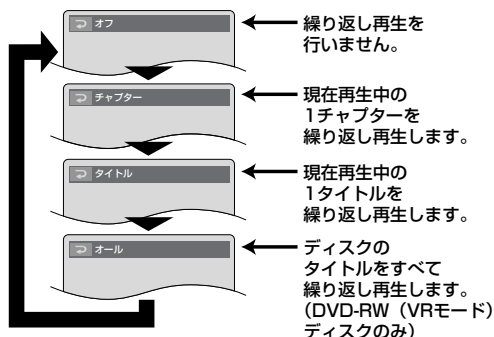 オフ
繰り返し再生を
行いません。
チャプター
現在再生中の
1チャプターを
繰り返し再生します。
タイトル
現在再生中の
1タイトルを
繰り返し再生します。
オール
ディスクの
タイトルをすべて
繰り返し再生します。
(DVD-RW(VRモード)
ディスクのみ)